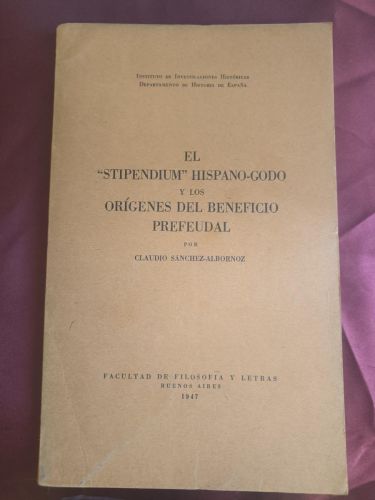 Instituto de Investigaciones Históricas
Departamento de Historia de España.
EL
"STIPENDIUM" HISPANO-GODO
Y LOS
ORÍGENES DEL BENEFICIO
PREFEUDAL
POR
CLAUDIO SÁNCHEZ-ALBORNOZ
FACULTAD DE FILOSOFÍA Y LETRAS
BUENOS AIRES
1947